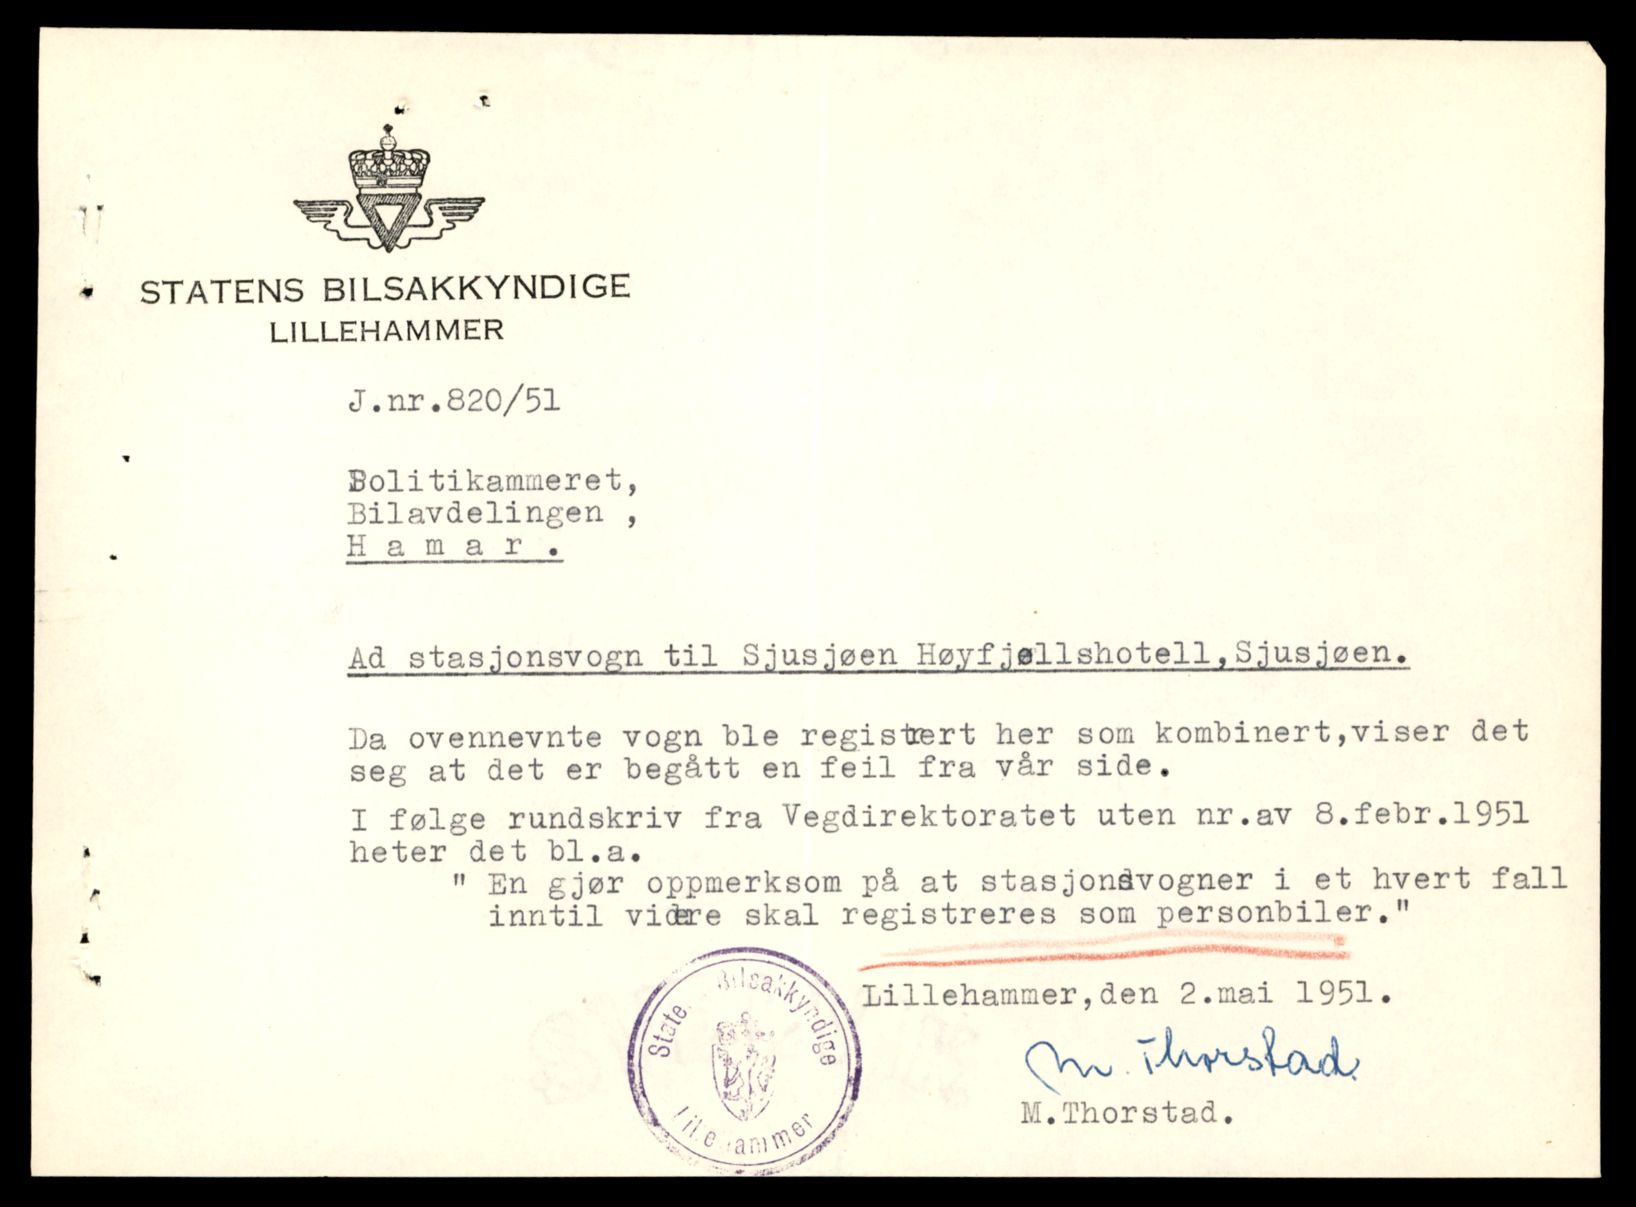 STATENS BILSAKKYNDIGE
LILLEHAMMER
J.nr.820/51
Politikammeret,
Bilavdelingen ,
H a m a r .
Ad stasjonsvogn til Sjusjøen Høyfjellshotell,Sjusjøen.
Da ovennevnte vogn ble registrert her som kombinert,viser det
seg at det er begått en feil fra vår side.
I følge rundskriv fra Vegdirektoratet uten nr.av 8.febr.1951
heter det bl.a.
" En gjør oppmerksom på at stasjonsvogner i et hvert fall
inntil videre skal registreres som personbiler."
Lillehammer,den 2.mai 1951.
M. Thorstad.
M.Thorstad.
Bilsakkyndige